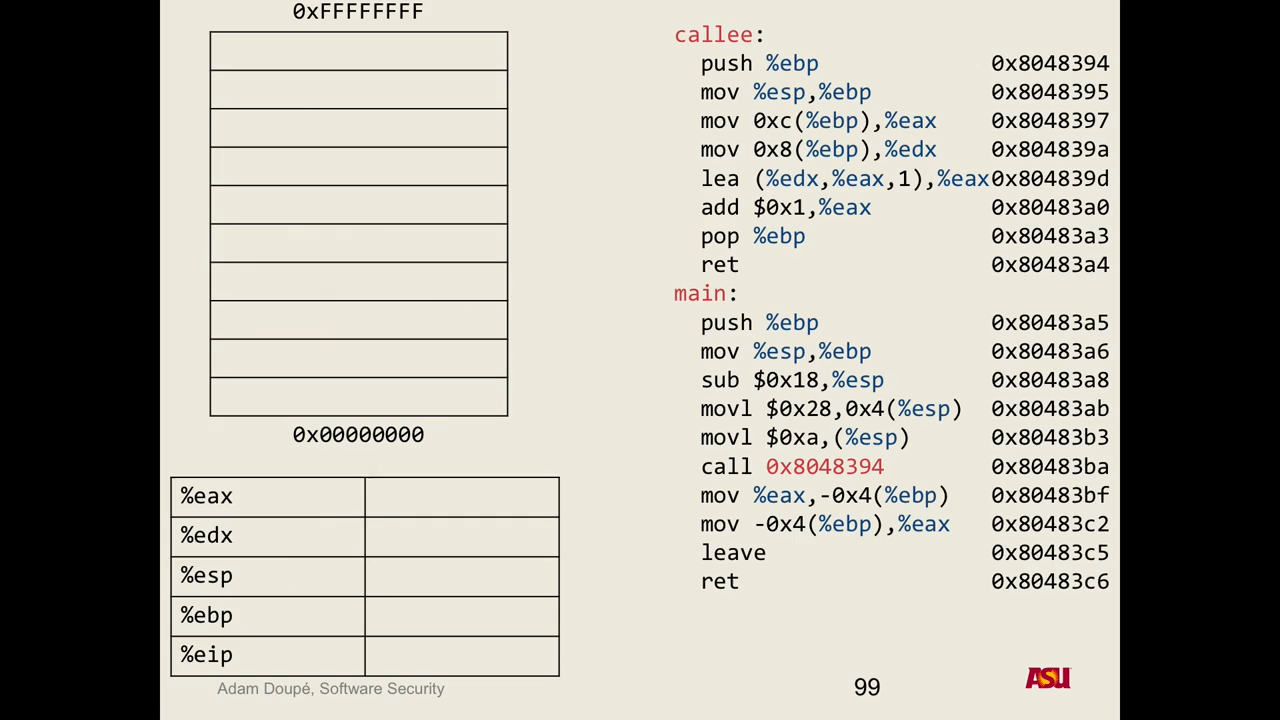 0xFFFFFFFF
0x00000000
%eax
%edx
%esp
%ebp
%eip
callee:
push %ebp 0x8048394
mov %esp,%ebp 0x8048395
mov 0xc(%ebp),%eax 0x8048397
mov 0x8(%ebp),%edx 0x804839a
lea (%edx,%eax,1),%eax0x804839d
add $0x1,%eax 0x80483a0
pop %ebp 0x80483a3
ret 0x80483a4
main:
push %ebp 0x80483a5
mov %esp,%ebp 0x80483a6
sub $0x18,%esp 0x80483a8
movl $0x28,0x4(%esp) 0x80483ab
movl $0xa,(%esp) 0x80483b3
call 0x8048394 0x80483ba
mov %eax,-0x4(%ebp) 0x80483bf
mov -0x4(%ebp),%eax 0x80483c2
leave 0x80483c5
ret 0x80483c6
Adam Doupé, Software Security
99
ASU